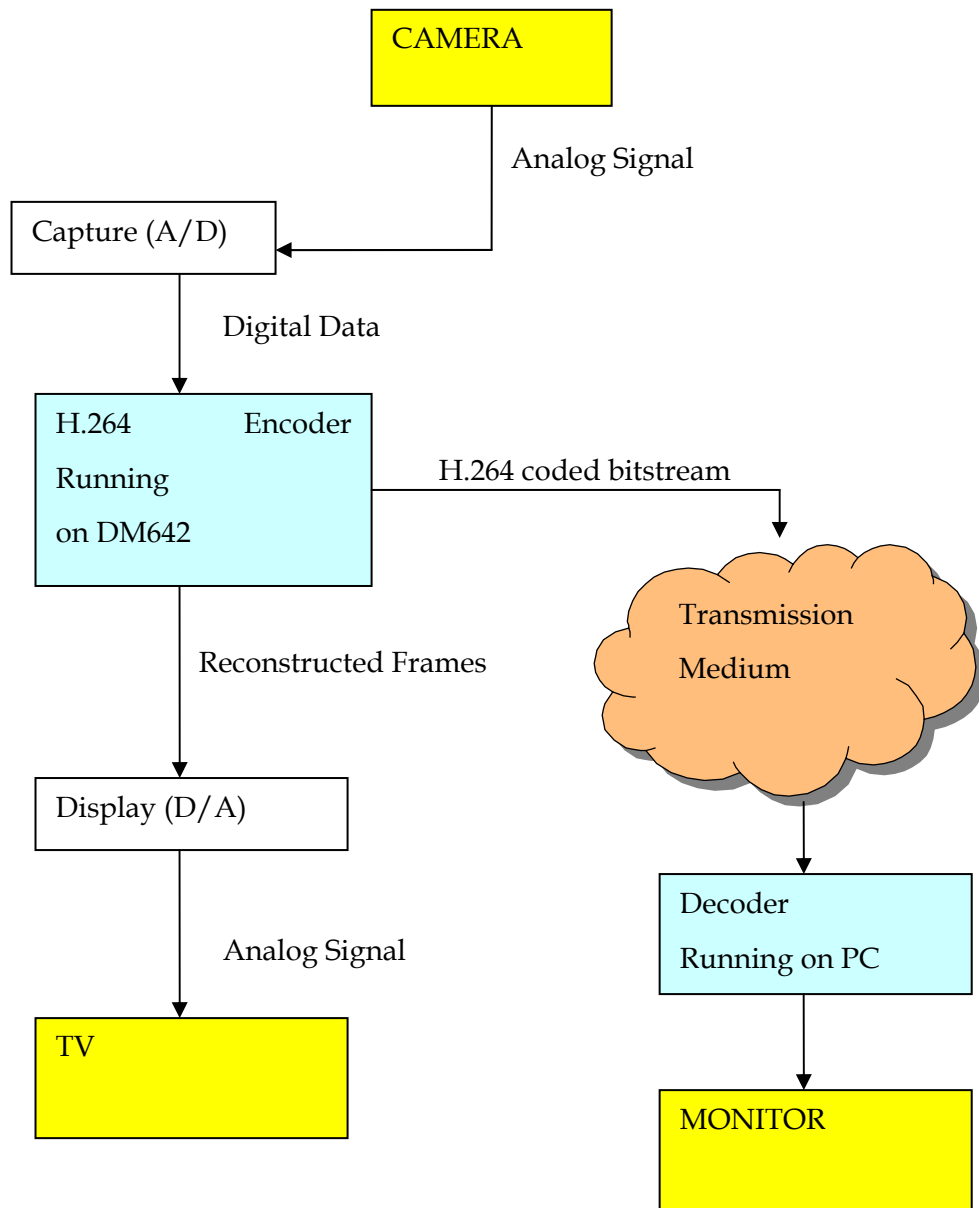 CAMERA
Analog Signal
Capture (A/D)
Digital Data
H.264 Encoder
Running
on DM642
H.264 coded bitstream
Transmission
Medium
Reconstructed Frames
Display (D/A)
Decoder
Running on PC
Analog Signal
TV
MONITOR